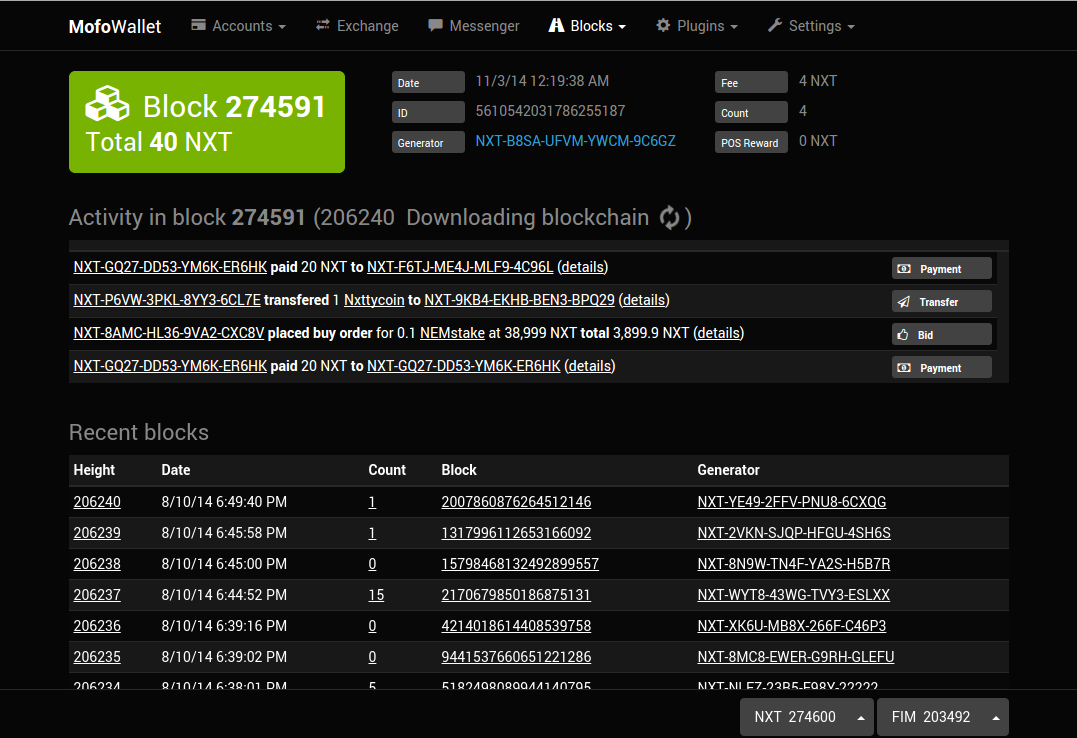 MofoWallet Accounts Exchange Messenger Blocks Plugins Settings
Block 274591
Total 40 NXT
Date 11/3/14 12:19:38 AM
ID 5610542031786255187
Generator NXT-B8SA-UFVM-YWCM-9C6GZ
Fee 4 NXT
Count 4
POS Reward 0 NXT
Activity in block 274591 (206240 Downloading blockchain )
NXT-GQ27-DD53-YM6K-ER6HK paid 20 NXT to NXT-F6TJ-ME4J-MLF9-4C96L (details) Payment
NXT-P6VW-3PKL-8YY3-6CL7E transfered 1 Nxttycoin to NXT-9KB4-EKHB-BEN3-BPQ29 (details) Transfer
NXT-8AMC-HL36-9VA2-CXC8V placed buy order for 0.1 NEMstake at 38,999 NXT total 3,899.9 NXT (details) Bid
NXT-GQ27-DD53-YM6K-ER6HK paid 20 NXT to NXT-GQ27-DD53-YM6K-ER6HK (details) Payment
Recent blocks
Height Date Count Block Generator
206240 8/10/14 6:49:40 PM 1 2007860876264512146 NXT-YE49-2FFV-PNU8-6CXQG
206239 8/10/14 6:45:58 PM 1 1317996112653166092 NXT-2VKN-SJQP-HFGU-4SH6S
206238 8/10/14 6:45:00 PM 0 15798468132492899557 NXT-8N9W-TN4F-YA2S-H5B7R
206237 8/10/14 6:44:52 PM 15 2170679850186875131 NXT-WYT8-43WG-TVY3-ESLXX
206236 8/10/14 6:39:16 PM 0 4214018614408539758 NXT-XK6U-MB8X-266F-C46P3
206235 8/10/14 6:39:02 PM 0 9441537660651221286 NXT-8MC8-EWER-G9RH-GLEFU
206234 8/10/14 6:38:01 PM 5 5182498089944140795
NXT 274600 FIM 203492